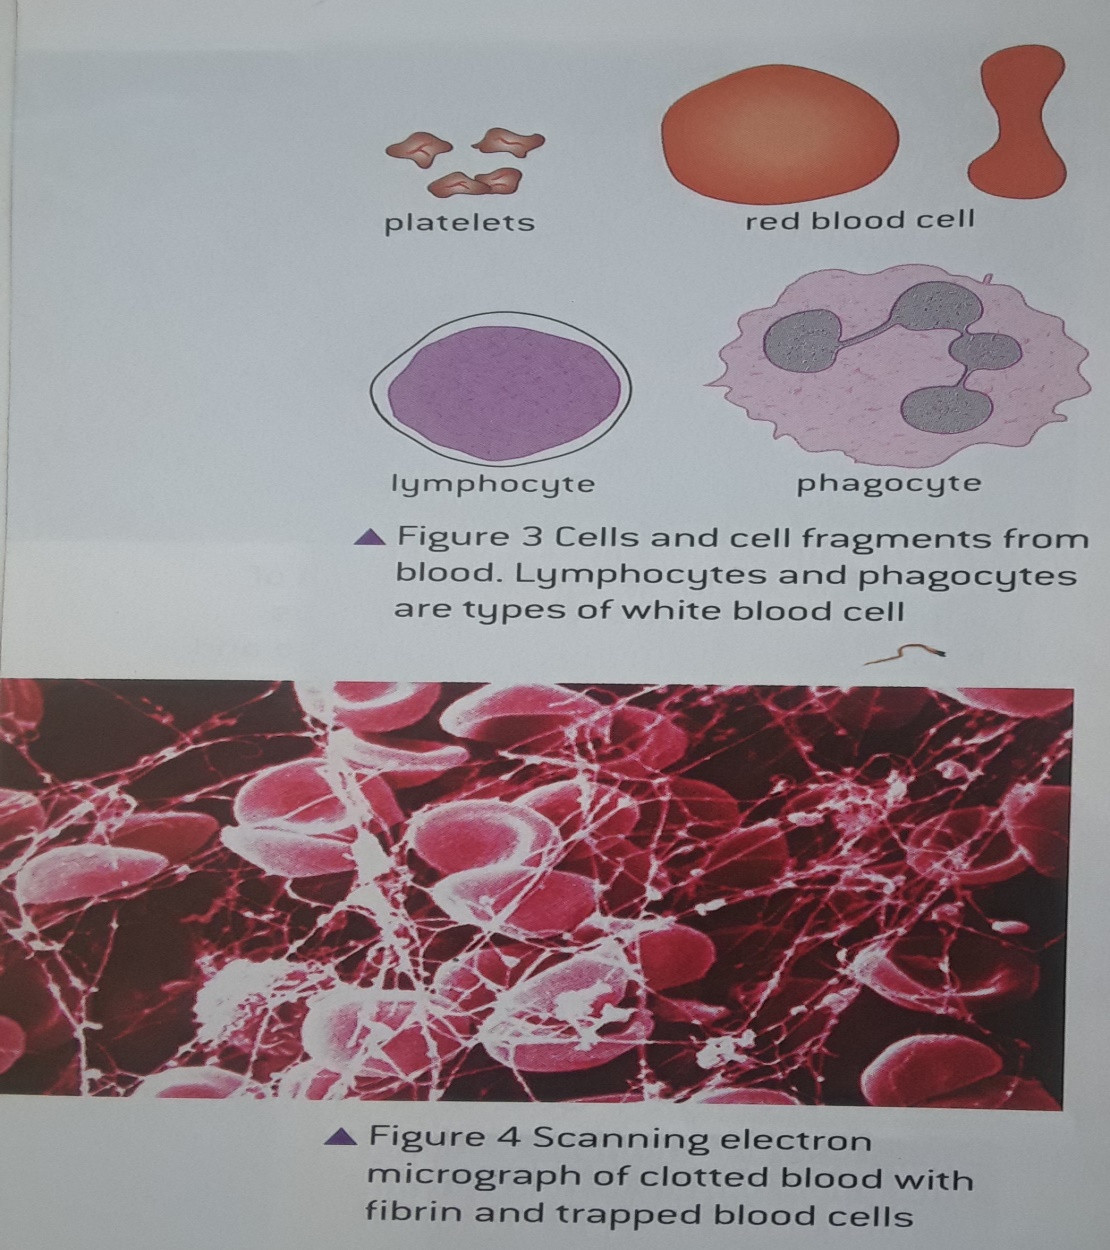 platelets
red blood cell
lymphocyte
phagocyte
Figure 3 Cells and cell fragments from
blood. Lymphocytes and phagocytes
are types of white blood cell
Figure 4 Scanning electron
micrograph of clotted blood with
fibrin and trapped blood cells